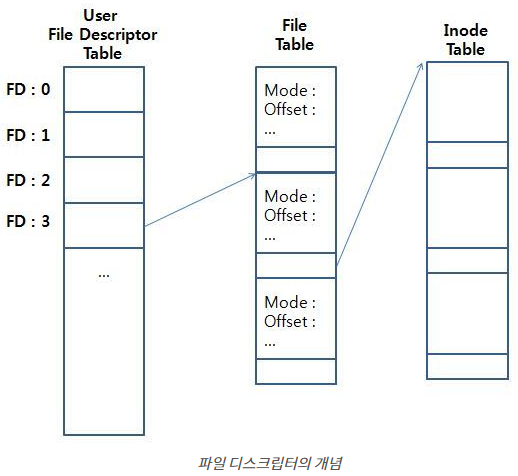 User
File Descriptor
Table
File
Table
Inode
Table
FD : 0
FD : 1
FD : 2
FD : 3
...
Mode :
Offset :
...
Mode :
Offset :
...
Mode :
Offset :
...
파일 디스크립터의 개념